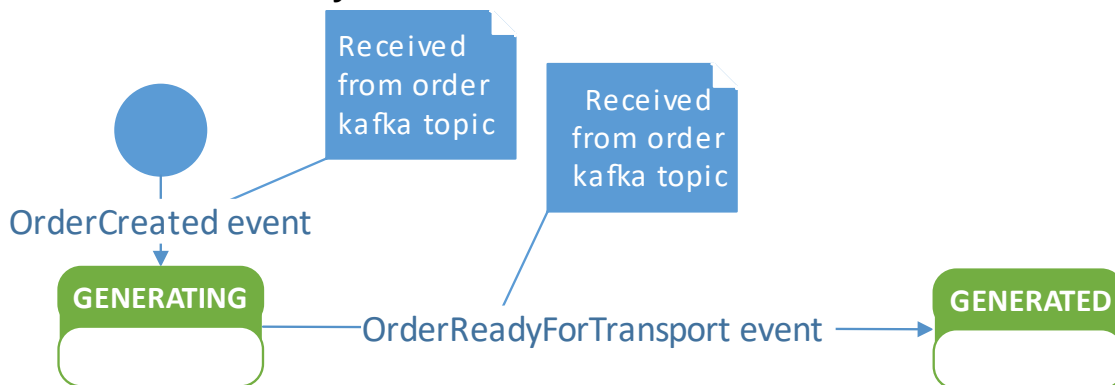 Received
from order
kafka topic
Received
from order
kafka topic
OrderCreated event
GENERATING
GENERATED
OrderReadyForTransport event